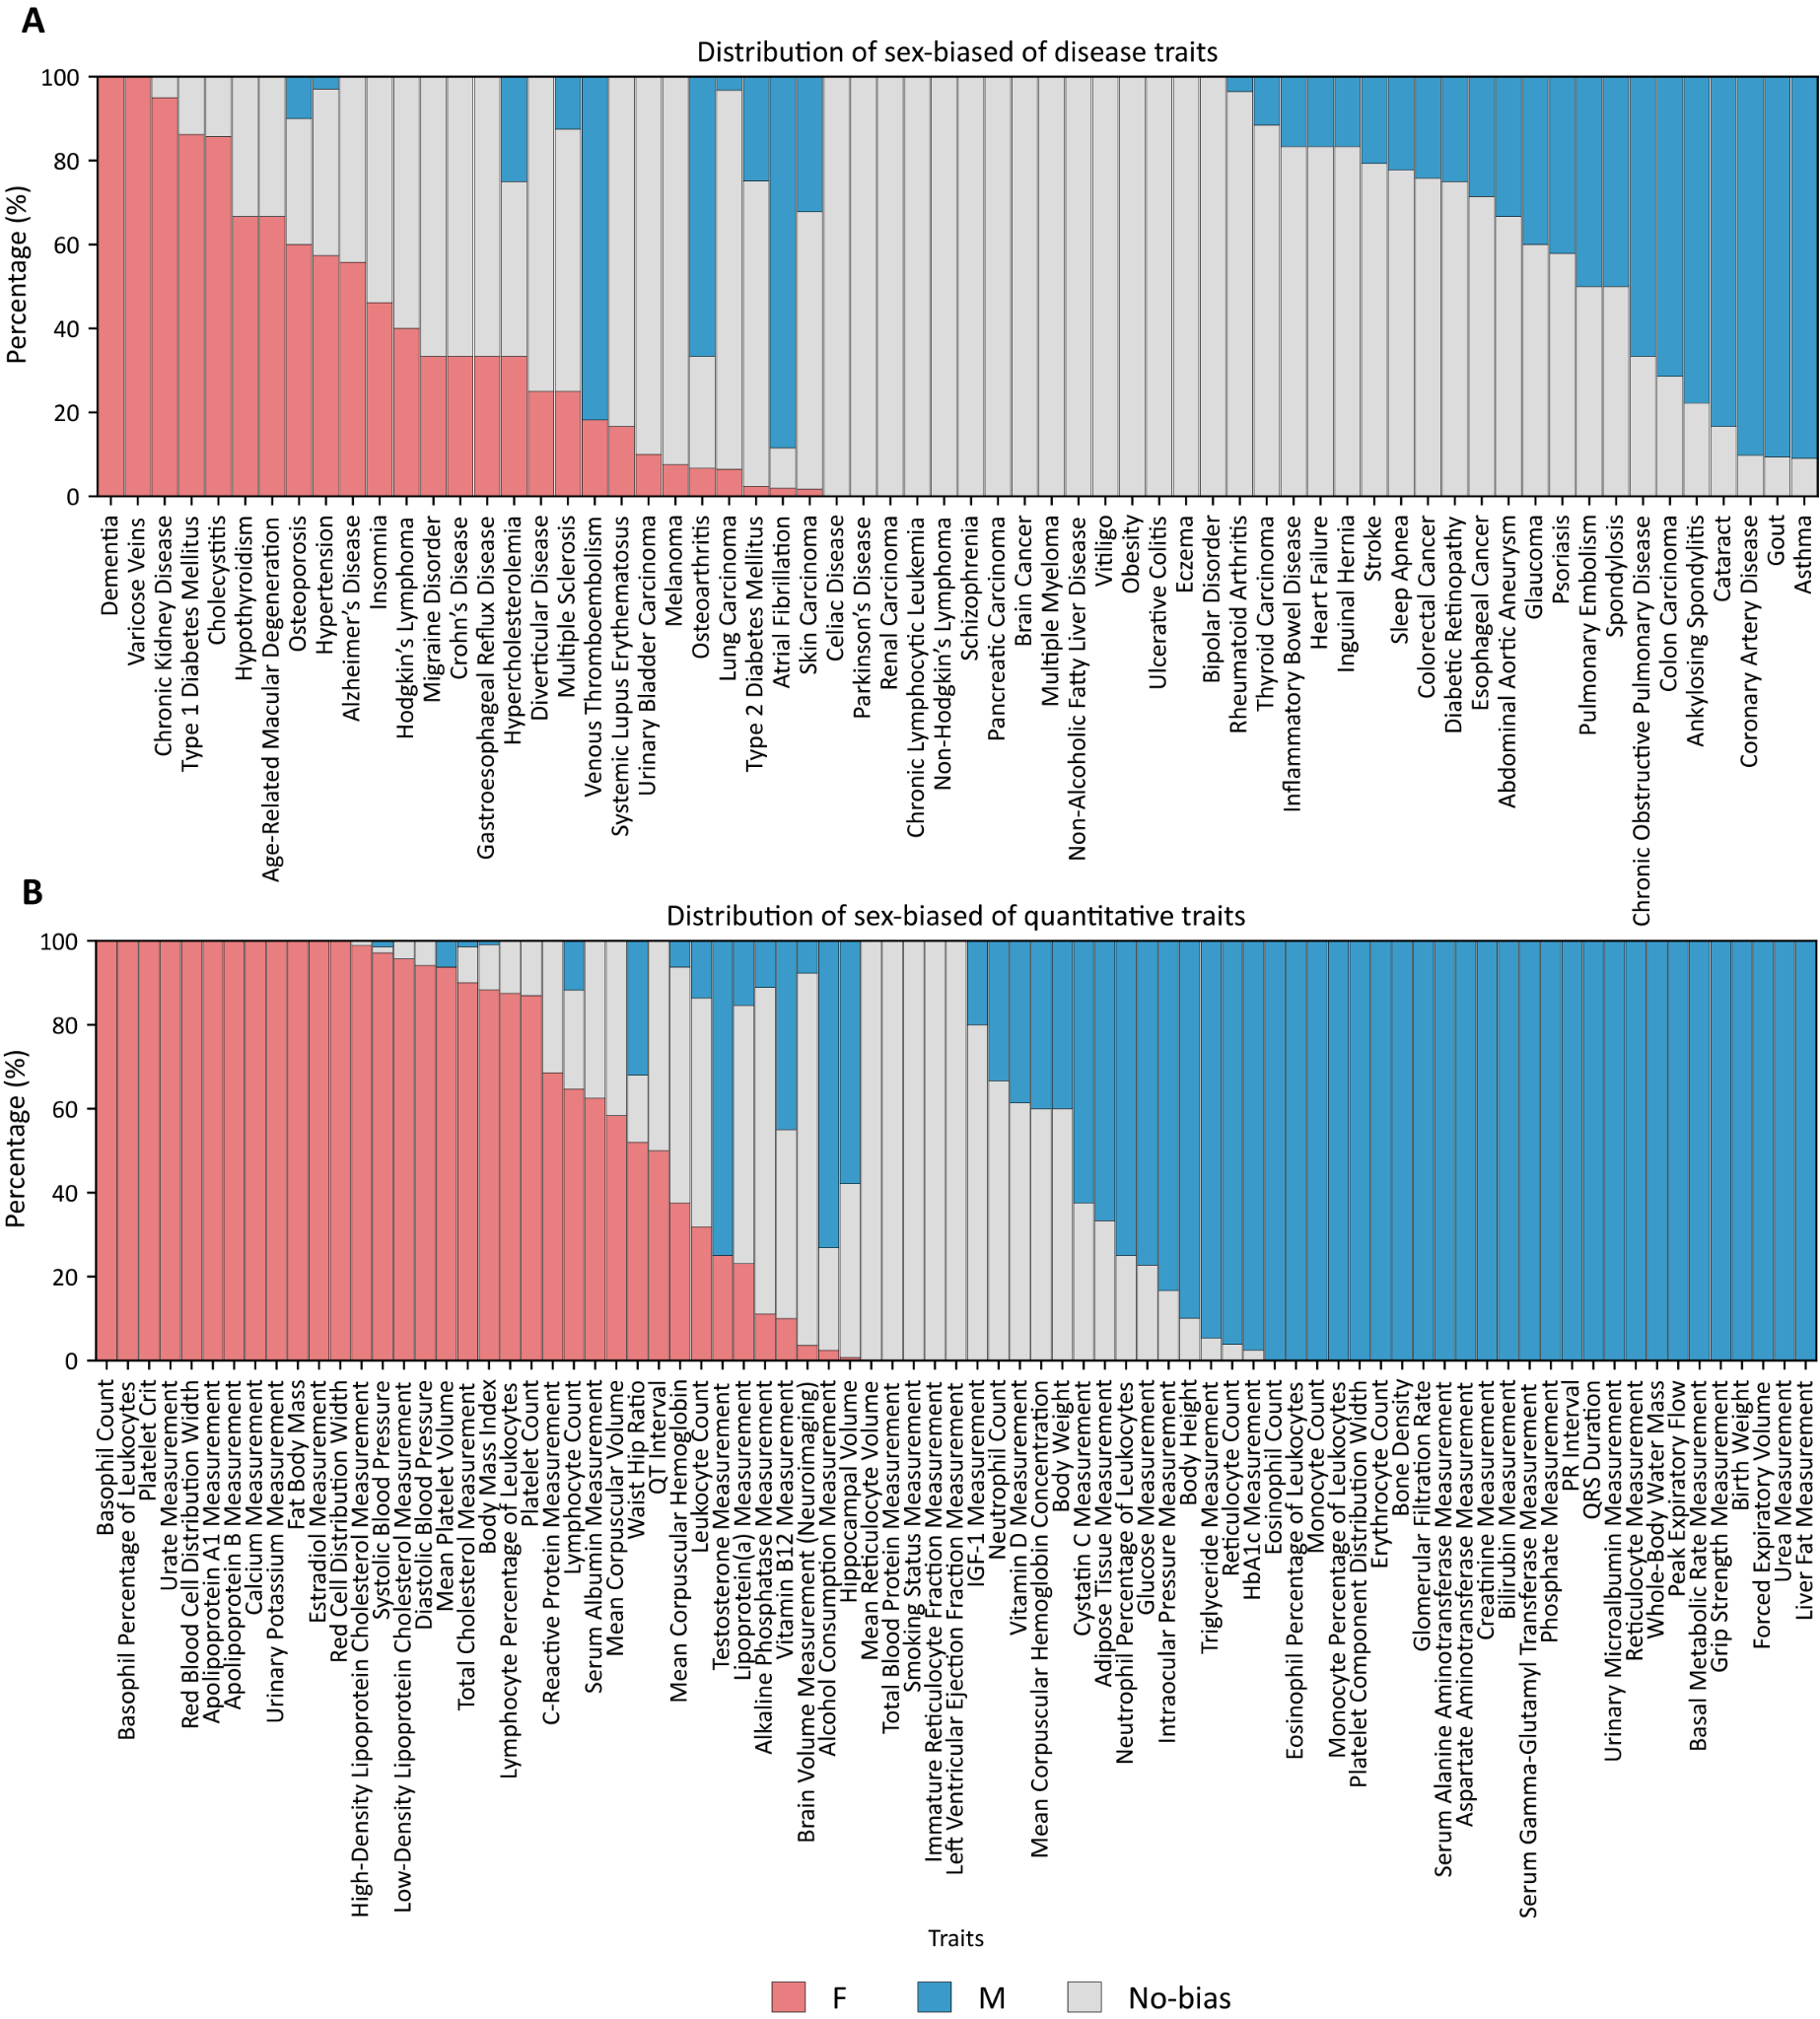 A
Distribution of sex-biased of disease traits
Percentage (%)
100
80
60
40
20
0
Dementia
Varicose Veins
Chronic Kidney Disease
Type 1 Diabetes Mellitus
Cholecystitis
Hypothyroidism
Age-Related Macular Degeneration
Osteoporosis
Hypertension
Alzheimer's Disease
Insomnia
Hodgkin's Lymphoma
Migraine Disorder
Crohn's Disease
Gastroesophageal Reflux Disease
Hypercholesterolemia
Diverticular Disease
Multiple Sclerosis
Venous Thromboembolism
Systemic Lupus Erythematosus
Urinary Bladder Carcinoma
Melanoma
Osteoarthritis
Lung Carcinoma
Type 2 Diabetes Mellitus
Atrial Fibrillation
Skin Carcinoma
Celiac Disease
Parkinson's Disease
Renal Carcinoma
Chronic Lymphocytic Leukemia
Non-Hodgkin's Lymphoma
Schizophrenia
Pancreatic Carcinoma
Brain Cancer
Multiple Myeloma
Non-Alcoholic Fatty Liver Disease
Vitiligo
Obesity
Ulcerative Colitis
Eczema
Bipolar Disorder
Rheumatoid Arthritis
Thyroid Carcinoma
Inflammatory Bowel Disease
Heart Failure
Inguinal Hernia
Stroke
Sleep Apnea
Colorectal Cancer
Diabetic Retinopathy
Esophageal Cancer
Abdominal Aortic Aneurysm
Glaucoma
Psoriasis
Pulmonary Embolism
Spondylosis
Chronic Obstructive Pulmonary Disease
Colon Carcinoma
Ankylosing Spondylitis
Cataract
Coronary Artery Disease
Gout
Asthma
B
Distribution of sex-biased of quantitative traits
Percentage (%)
100
80
60
40
20
0
Basophil Count
Basophil Percentage of Leukocytes
Platelet Crit
Urate Measurement
Red Blood Cell Distribution Width
Apolipoprotein A1 Measurement
Apolipoprotein B Measurement
Calcium Measurement
Urinary Potassium Measurement
Fat Body Mass
Estradiol Measurement
Red Cell Distribution Width
High-Density Lipoprotein Cholesterol Measurement
Systolic Blood Pressure
Low-Density Lipoprotein Cholesterol Measurement
Diastolic Blood Pressure
Mean Platelet Volume
Total Cholesterol Measurement
Body Mass Index
Lymphocyte Percentage of Leukocytes
Platelet Count
C-Reactive Protein Measurement
Lymphocyte Count
Serum Albumin Measurement
Mean Corpuscular Volume
Waist Hip Ratio
QT Interval
Mean Corpuscular Hemoglobin
Leukocyte Count
Testosterone Measurement
Lipoprotein(a) Measurement
Alkaline Phosphatase Measurement
Vitamin B12 Measurement
Brain Volume Measurement (Neuroimaging)
Alcohol Consumption Measurement
Hippocampal Volume
Mean Reticulocyte Volume
Total Blood Protein Measurement
Smoking Status Measurement
Immature Reticulocyte Fraction Measurement
Left Ventricular Ejection Fraction Measurement
IGF-1 Measurement
Neutrophil Count
Vitamin D Measurement
Mean Corpuscular Hemoglobin Concentration
Body Weight
Cystatin C Measurement
Adipose Tissue Measurement
Neutrophil Percentage of Leukocytes
Glucose Measurement
Intraocular Pressure Measurement
Body Height
Triglyceride Measurement
Reticulocyte Count
HbA1c Measurement
Eosinophil Count
Eosinophil Percentage of Leukocytes
Monocyte Count
Monocyte Percentage of Leukocytes
Platelet Component Distribution Width
Erythrocyte Count
Bone Density
Glomerular Filtration Rate
Serum Alanine Aminotransferase Measurement
Aspartate Aminotransferase Measurement
Creatinine Measurement
Bilirubin Measurement
Serum Gamma-Glutamyl Transferase Measurement
Phosphate Measurement
PR Interval
QRS Duration
Urinary Microalbumin Measurement
Reticulocyte Measurement
Whole-Body Water Mass
Peak Expiratory Flow
Basal Metabolic Rate Measurement
Grip Strength Measurement
Birth Weight
Forced Expiratory Volume
Urea Measurement
Liver Fat Measurement
Traits
F
M
No-bias